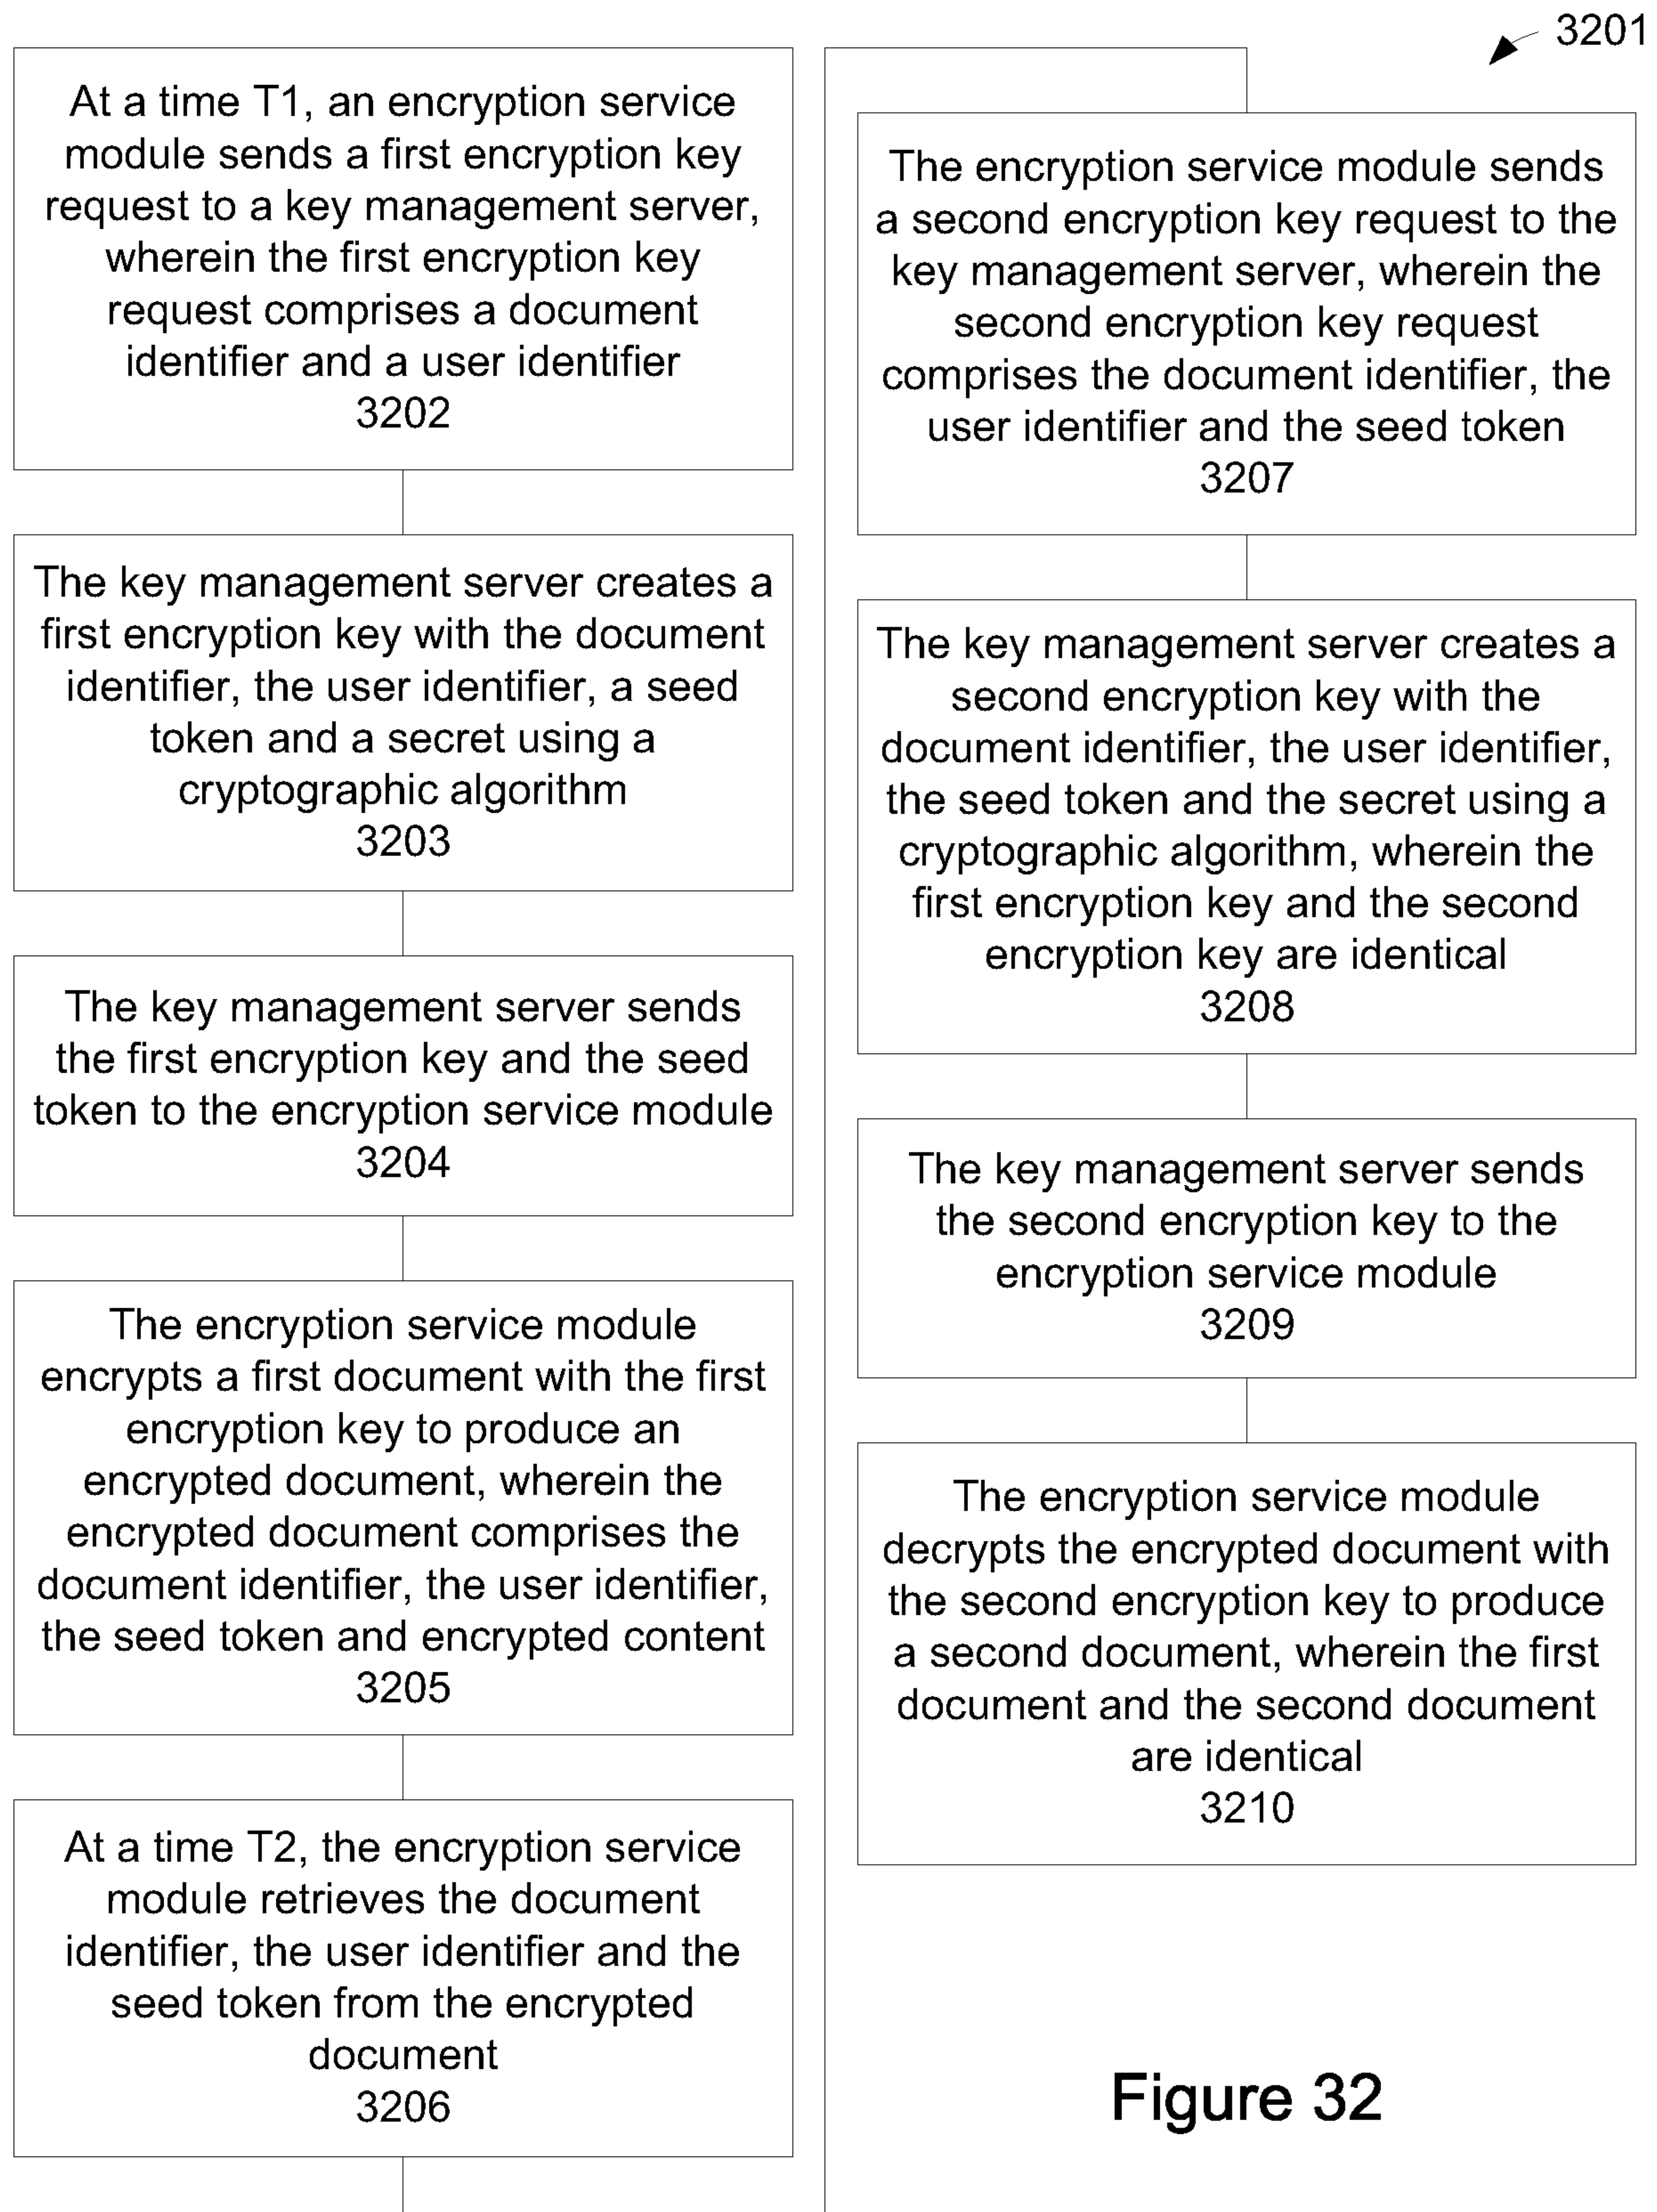 3201
At a time T1, an encryption service
module sends a first encryption key
request to a key management server,
wherein the first encryption key
request comprises a document
identifier and a user identifier
3202
The key management server creates a
first encryption key with the document
identifier, the user identifier, a seed
token and a secret using a
cryptographic algorithm
3203
The key management server sends
the first encryption key and the seed
token to the encryption service module
3204
The encryption service module
encrypts a first document with the first
encryption key to produce an
encrypted document, wherein the
encrypted document comprises the
document identifier, the user identifier,
the seed token and encrypted content
3205
At a time T2, the encryption service
module retrieves the document
identifier, the user identifier and the
seed token from the encrypted
document
3206
The encryption service module sends
a second encryption key request to the
key management server, wherein the
second encryption key request
comprises the document identifier, the
user identifier and the seed token
3207
The key management server creates a
second encryption key with the
document identifier, the user identifier,
the seed token and the secret using a
cryptographic algorithm, wherein the
first encryption key and the second
encryption key are identical
3208
The key management server sends
the second encryption key to the
encryption service module
3209
The encryption service module
decrypts the encrypted document with
the second encryption key to produce
a second document, wherein the first
document and the second document
are identical
3210
Figure 32